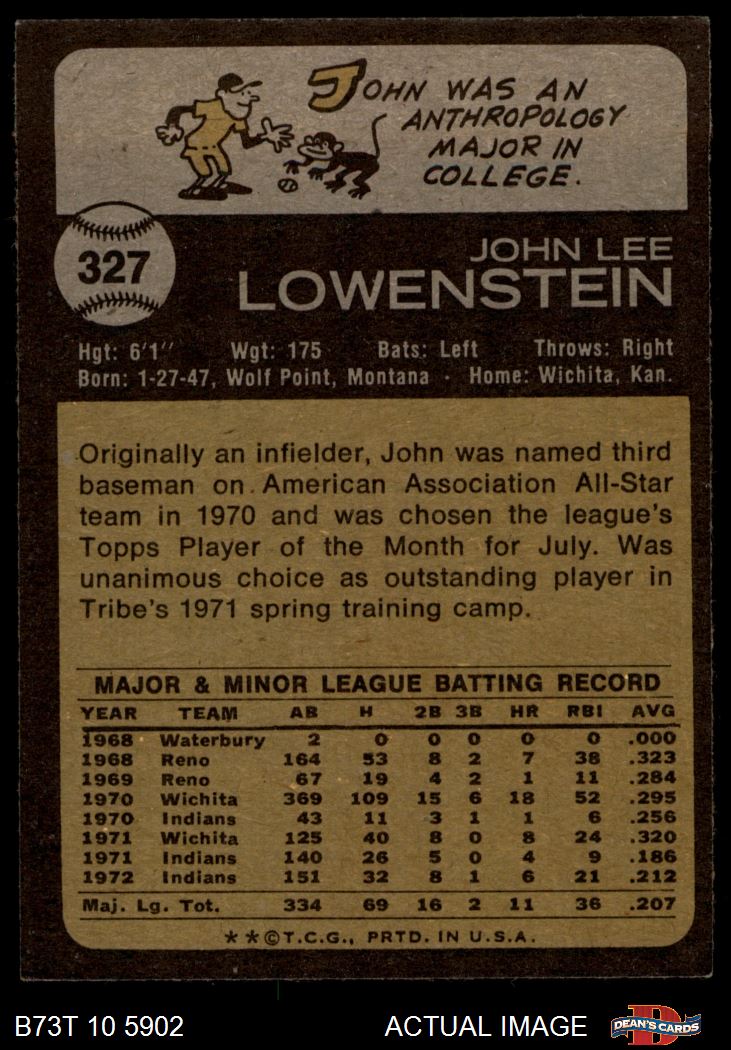 JOHN WAS AN
ANTHROPOLOGY
MAJOR IN
COLLEGE.
327
JOHN LEE
LOWENSTEIN
Hgt: 6'1" Wgt: 175 Bats: Left Throws: Right
Born: 1-27-47, Wolf Point, Montana · Home: Wichita, Kan.
Originally an infielder, John was named third
baseman on American Association All-Star
team in 1970 and was chosen the league's
Topps Player of the Month for July. Was
unanimous choice as outstanding player in
Tribe's 1971 spring training camp.
MAJOR & MINOR LEAGUE BATTING RECORD
YEAR TEAM AB H 2B 3B HR RBI AVG
1968 Waterbury 2 0 0 0 0 0 .000
1968 Reno 164 53 8 2 7 38 .323
1969 Reno 67 19 4 2 1 11 .284
1970 Wichita 369 109 15 6 18 52 .295
1970 Indians 43 11 3 1 1 6 .256
1971 Wichita 125 40 8 0 8 24 .320
1971 Indians 140 26 5 0 4 9 .186
1972 Indians 151 32 8 1 6 21 .212
Maj. Lg. Tot. 334 69 16 2 11 36 .207
**©T.C.G., PRTD. IN U.S.A.
B73T 10 5902 ACTUAL IMAGE
D
DEAN'S CARDS